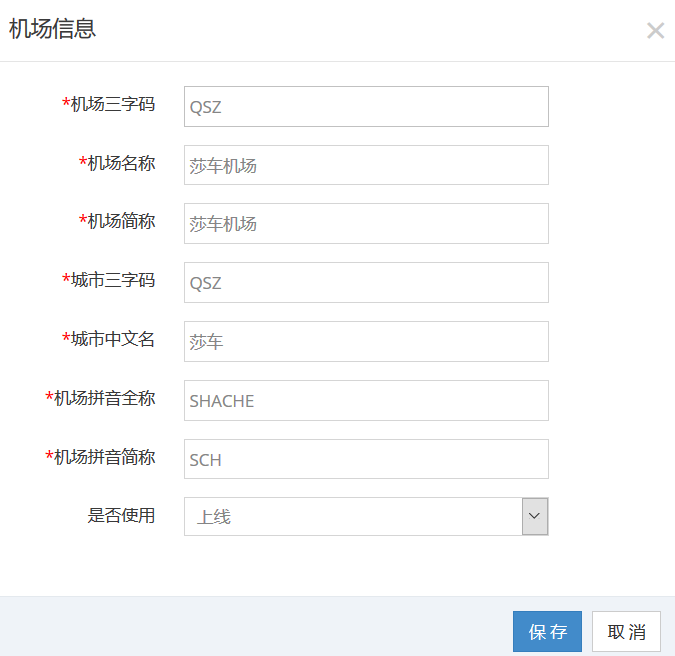 机场信息
*机场三字码 QSZ
*机场名称 莎车机场
*机场简称 莎车机场
*城市三字码 QSZ
*城市中文名 莎车
*机场拼音全称 SHACHE
*机场拼音简称 SCH
是否使用 上线
保存 取消